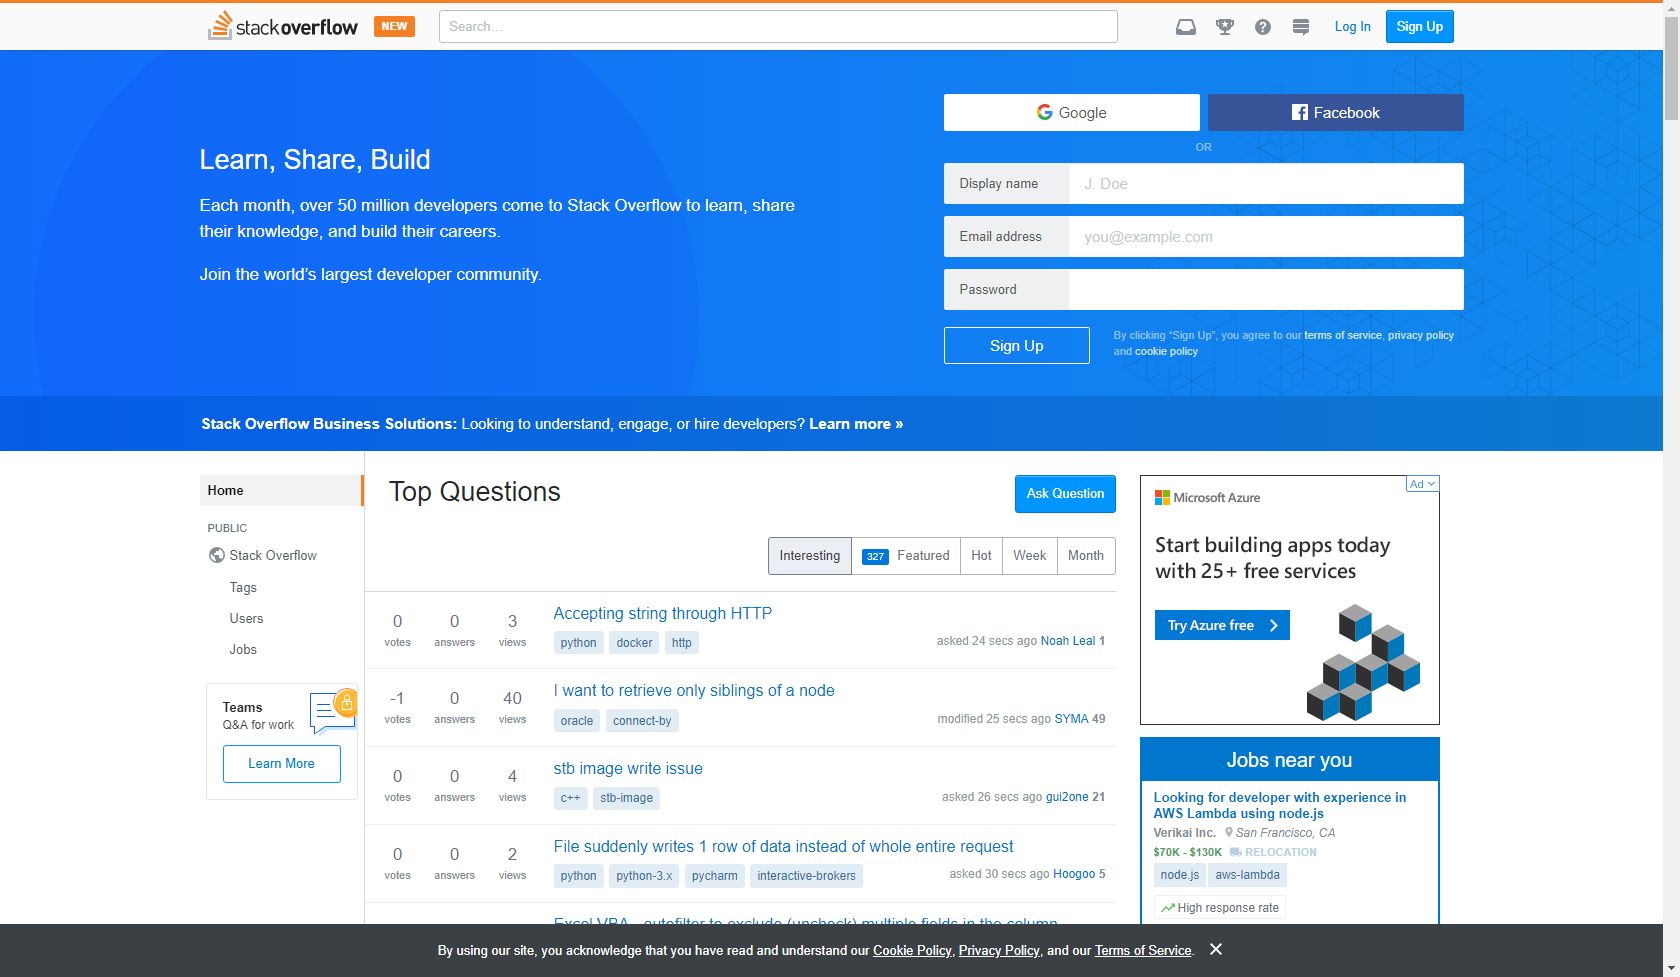 stackoverflow NEW Search... Log In Sign Up
Google Facebook
OR
Learn, Share, Build
Each month, over 50 million developers come to Stack Overflow to learn, share
their knowledge, and build their careers.
Join the world's largest developer community.
Display name J. Doe
Email address you@example.com
Password
Sign Up
By clicking "Sign Up", you agree to our terms of service, privacy policy
and cookie policy
Stack Overflow Business Solutions: Looking to understand, engage, or hire developers? Learn more »
Home
PUBLIC
Stack Overflow
Tags
Users
Jobs
Teams
Q&A for work
Learn More
Top Questions
Ask Question
Interesting 327 Featured Hot Week Month
0 votes 0 answers 3 views
Accepting string through HTTP
python docker http
asked 24 secs ago Noah Leal 1
-1 votes 0 answers 40 views
I want to retrieve only siblings of a node
oracle connect-by
modified 25 secs ago SYMA 49
0 votes 0 answers 4 views
stb image write issue
c++ stb-image
asked 26 secs ago gui2one 21
0 votes 0 answers 2 views
File suddenly writes 1 row of data instead of whole entire request
python python-3.x pycharm interactive-brokers
asked 30 secs ago Hoogoo 5
Excel VBA - autofilter to exclude (uncheck) multiple fields in the column
Ad
Microsoft Azure
Start building apps today
with 25+ free services
Try Azure free
Jobs near you
Looking for developer with experience in
AWS Lambda using node.js
Verikai Inc. San Francisco, CA
$70K - $130K RELOCATION
node.js aws-lambda
High response rate
By using our site, you acknowledge that you have read and understand our Cookie Policy, Privacy Policy, and our Terms of Service.